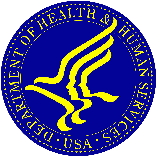 DEPARTMENT OF HEALTH & HUMAN SERVICES · USA